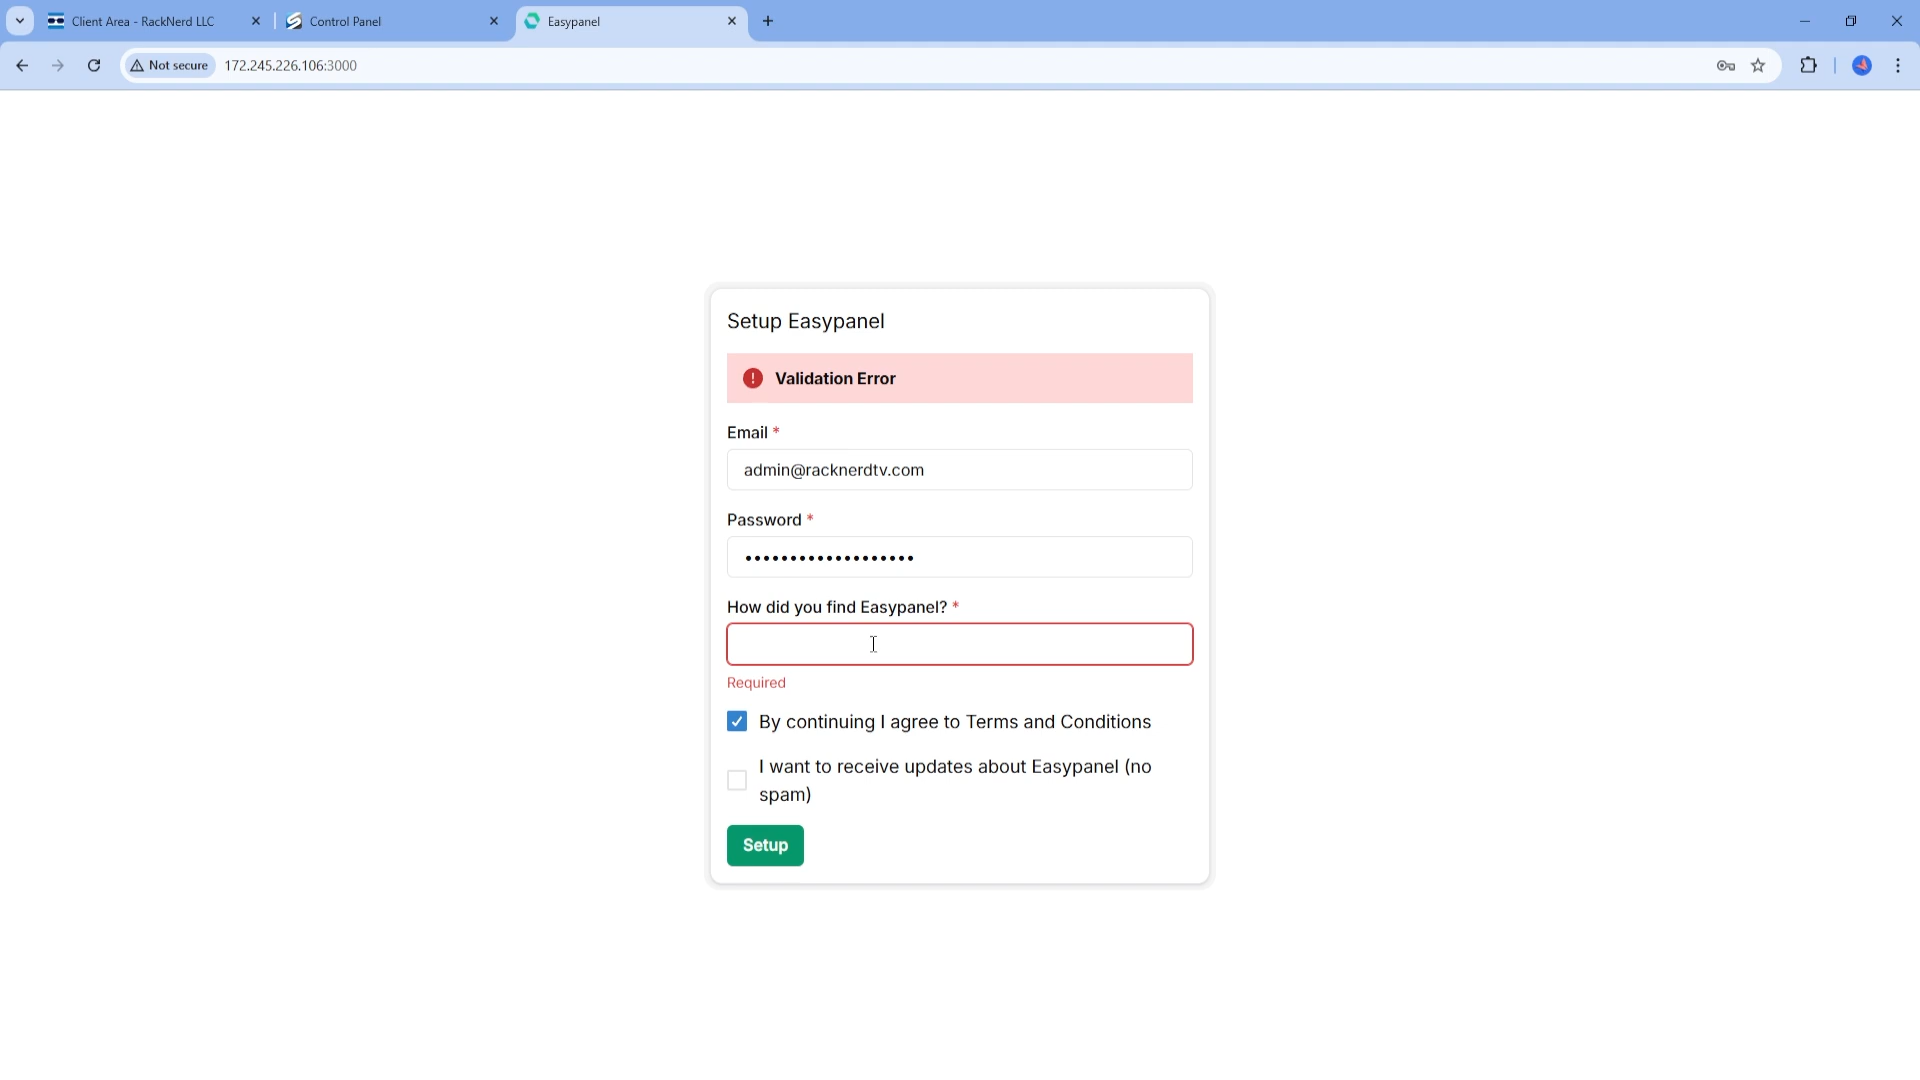 Client Area - RackNerd LLC
Control Panel
Easypanel
Not secure
172.245.226.106:3000
Setup Easypanel
Validation Error
Email *
admin@racknerdtv.com
Password *
How did you find Easypanel? *
Required
By continuing I agree to Terms and Conditions
I want to receive updates about Easypanel (no
spam)
Setup